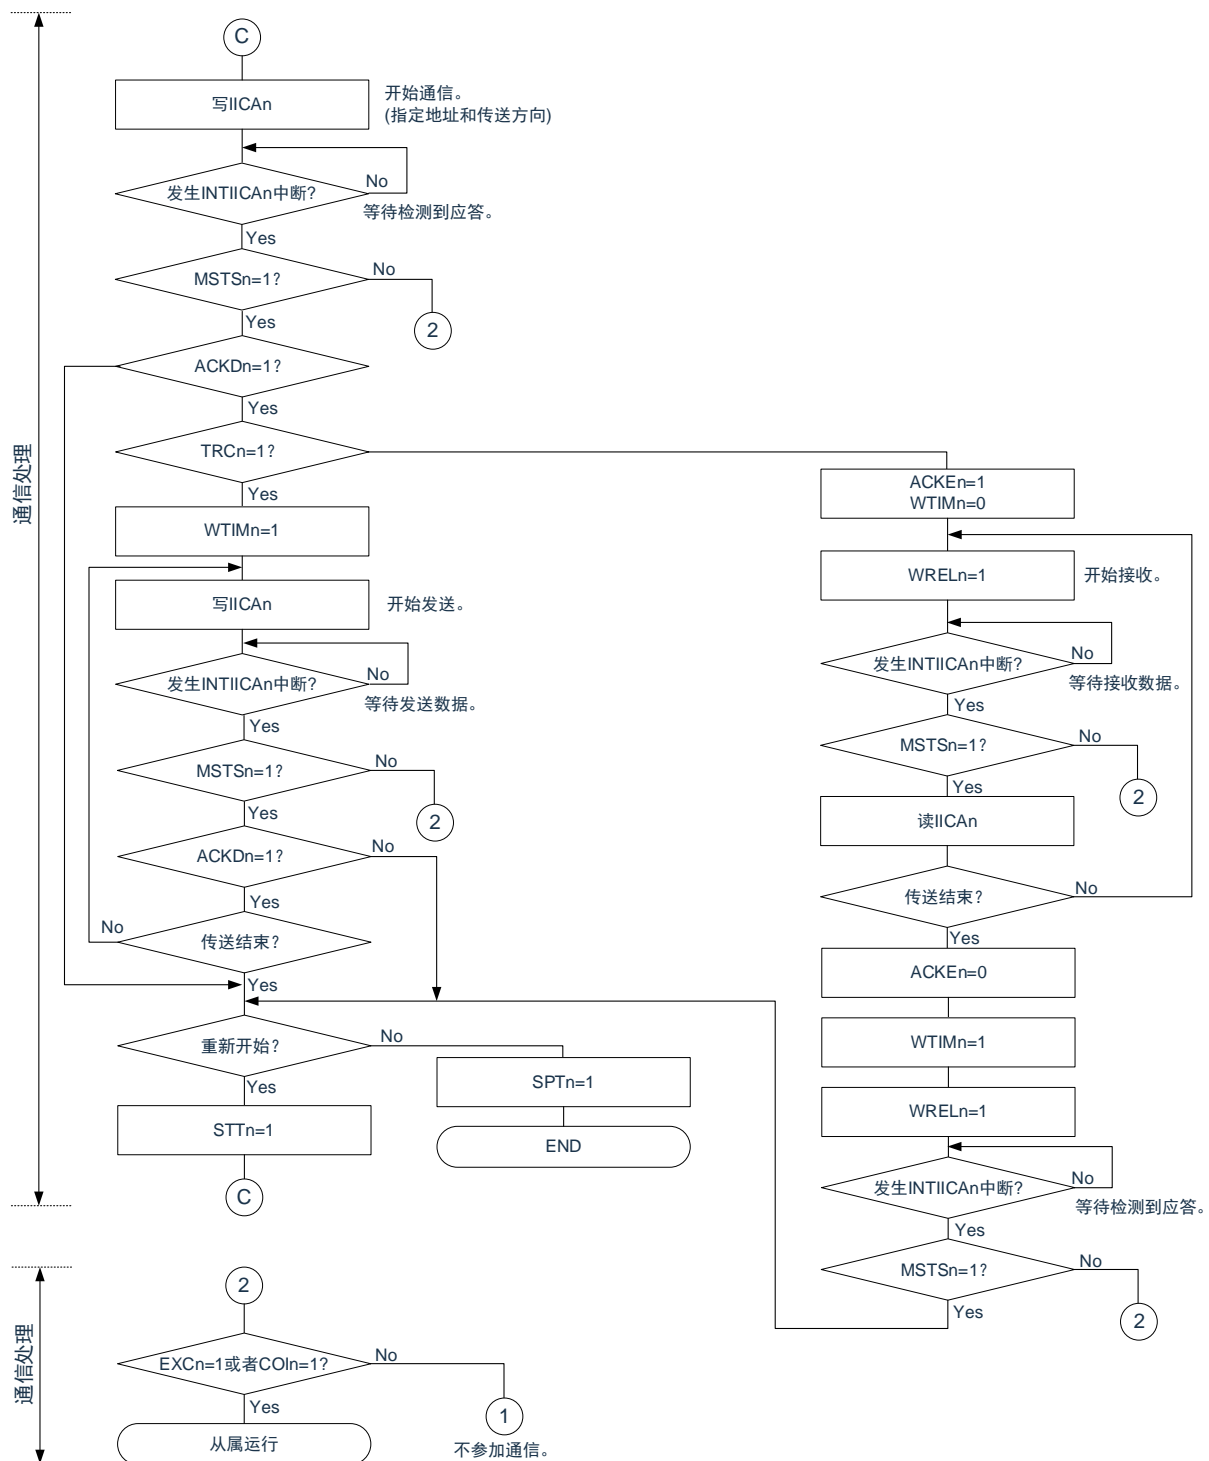 C
写IICAn
开始通信。
(指定地址和传送方向)
发生INTIICAn中断?
No
等待检测到应答。
Yes
MSTSn=1?
No
2
Yes
ACKDn=1?
Yes
TRCn=1?
Yes
WTIMn=1
写IICAn
开始发送。
发生INTIICAn中断?
No
等待发送数据。
Yes
MSTSn=1?
No
2
Yes
ACKDn=1?
No
Yes
传送结束?
No
Yes
重新开始?
No
Yes
STTn=1
C
SPTn=1
END
通信处理
ACKEn=1
WTIMn=0
WRELn=1
开始接收。
发生INTIICAn中断?
No
等待接收数据。
Yes
MSTSn=1?
No
2
Yes
读IICAn
传送结束?
No
Yes
ACKEn=0
WTIMn=1
WRELn=1
发生INTIICAn中断?
No
等待检测到应答。
Yes
MSTSn=1?
No
2
Yes
通信处理
2
EXCn=1或者COIn=1?
No
1
不参加通信。
Yes
从属运行